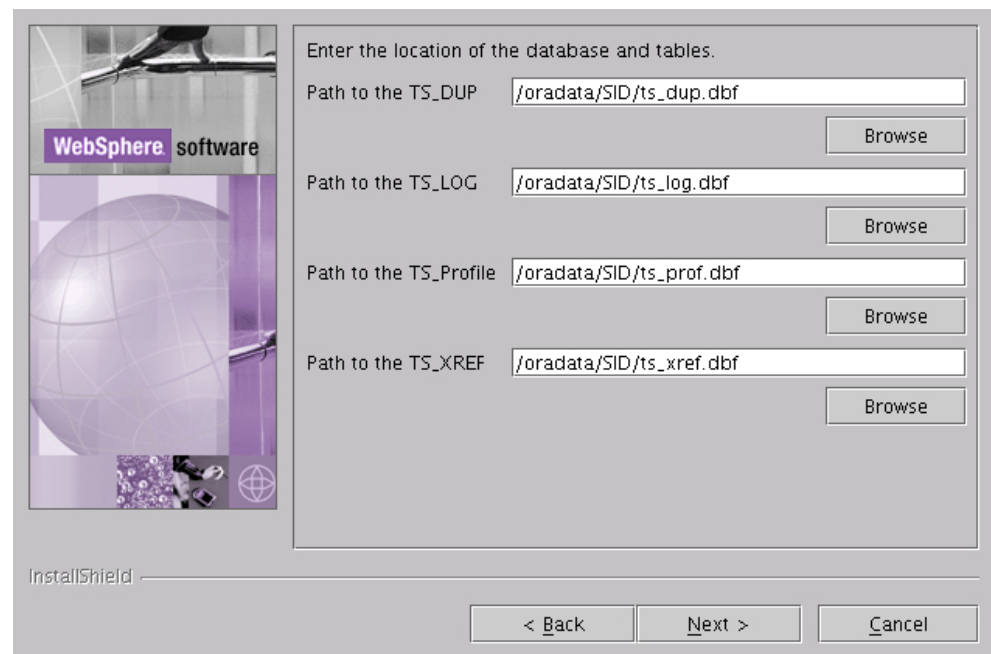 WebSphere software
Enter the location of the database and tables.
Path to the TS_DUP /oradata/SID/ts_dup.dbf
Browse
Path to the TS_LOG /oradata/SID/ts_log.dbf
Browse
Path to the TS_Profile /oradata/SID/ts_prof.dbf
Browse
Path to the TS_XREF /oradata/SID/ts_xref.dbf
Browse
InstallShield
< Back Next > Cancel